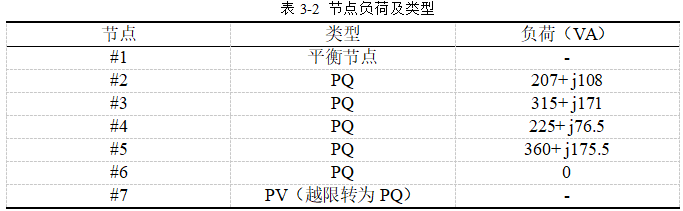 表 3-2 节点负荷及类型
节点 类型 负荷（VA）
#1 平衡节点 -
#2 PQ 207+ j108
#3 PQ 315+ j171
#4 PQ 225+ j76.5
#5 PQ 360+ j175.5
#6 PQ 0
#7 PV（越限转为 PQ） -